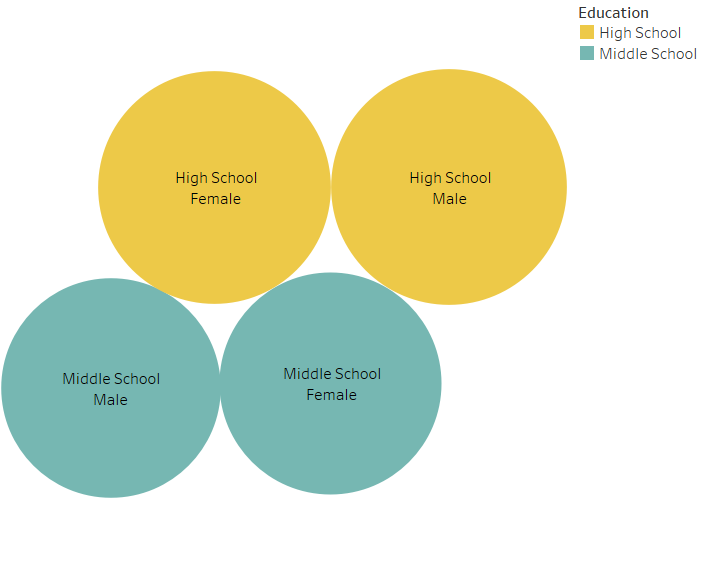 Education
High School
Middle School
High School
Female
High School
Male
Middle School
Male
Middle School
Female